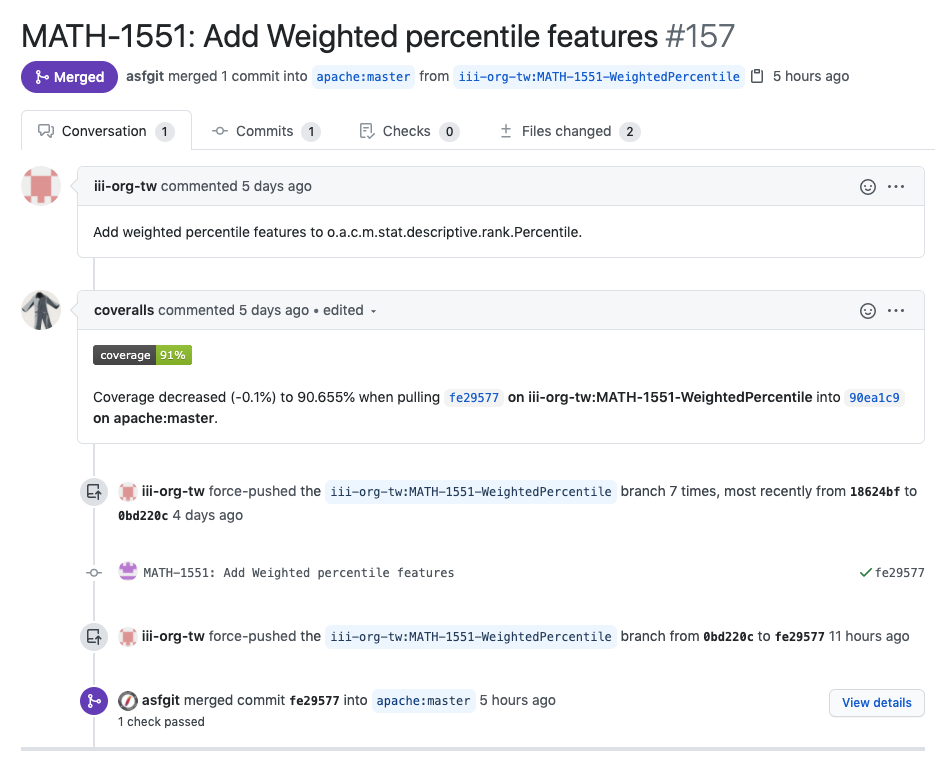 MATH-1551: Add Weighted percentile features #157
Merged asfgit merged 1 commit into apache:master from iii-org-tw:MATH-1551-WeightedPercentile 5 hours ago
Conversation 1 Commits 1 Checks 0 Files changed 2
iii-org-tw commented 5 days ago
Add weighted percentile features to o.a.c.m.stat.descriptive.rank.Percentile.
coveralls commented 5 days ago • edited
coverage 91%
Coverage decreased (-0.1%) to 90.655% when pulling fe29577 on iii-org-tw:MATH-1551-WeightedPercentile into 90ea1c9
on apache:master.
iii-org-tw force-pushed the iii-org-tw:MATH-1551-WeightedPercentile branch 7 times, most recently from 18624bf to
0bd220c 4 days ago
MATH-1551: Add Weighted percentile features fe29577
iii-org-tw force-pushed the iii-org-tw:MATH-1551-WeightedPercentile branch from 0bd220c to fe29577 11 hours ago
asfgit merged commit fe29577 into apache:master 5 hours ago View details
1 check passed